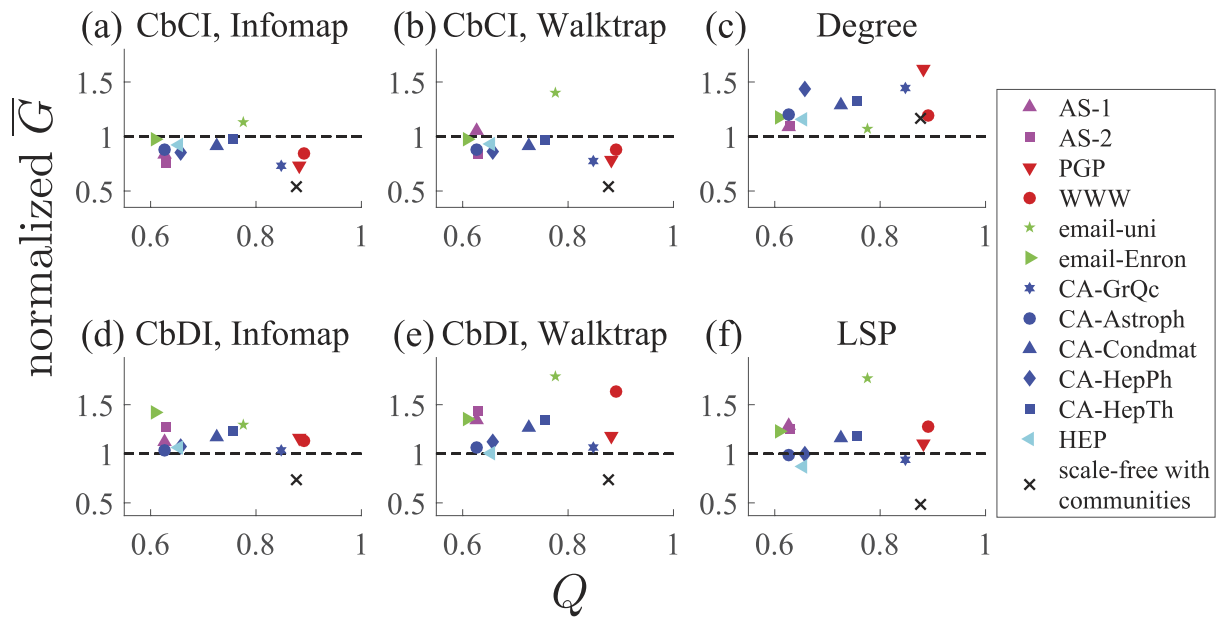 (a) CbCI, Infomap
(b) CbCI, Walktrap
(c) Degree
1.5
1
0.5
0.6 0.8 1
1.5
1
0.5
0.6 0.8 1
1.5
1
0.5
0.6 0.8 1
(d) CbDI, Infomap
(e) CbDI, Walktrap
(f) LSP
1.5
1
0.5
0.6 0.8 1
1.5
1
0.5
0.6 0.8 1
1.5
1
0.5
0.6 0.8 1
normalized G̅
Q
AS-1
AS-2
PGP
WWW
email-uni
email-Enron
CA-GrQc
CA-Astroph
CA-Condmat
CA-HepPh
CA-HepTh
HEP
scale-free with
communities